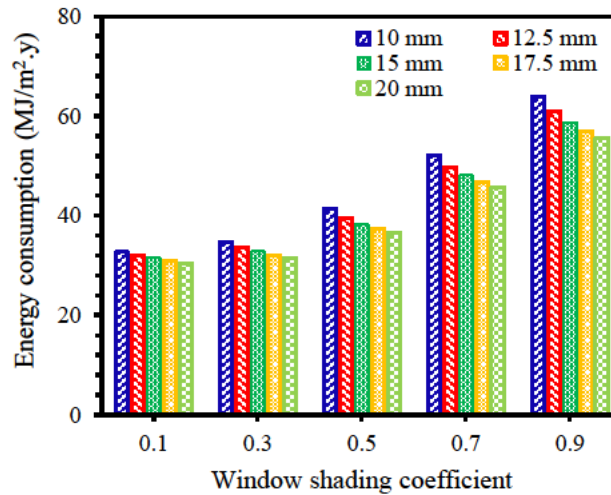 80
60
40
20
0
Energy consumption (MJ/m².y)
10 mm 12.5 mm
15 mm 17.5 mm
20 mm
0.1 0.3 0.5 0.7 0.9
Window shading coefficient